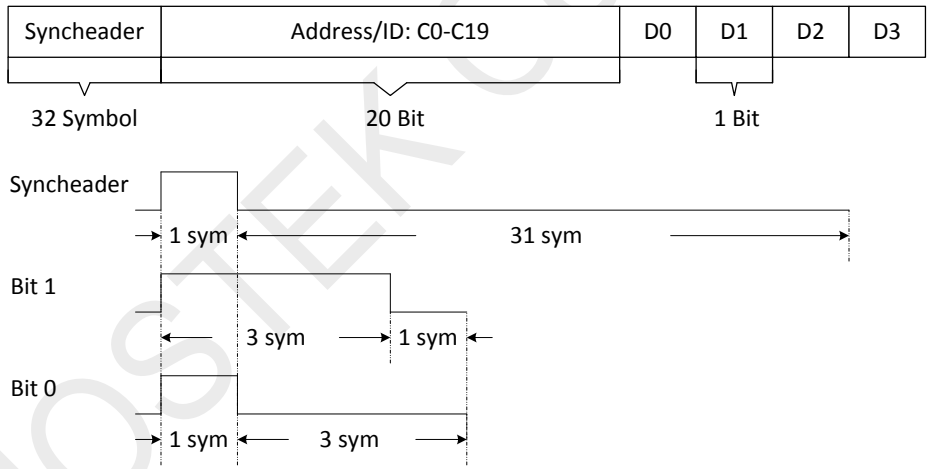 Syncheader Address/ID: C0-C19 D0 D1 D2 D3
32 Symbol 20 Bit 1 Bit
Syncheader
1 sym 31 sym
Bit 1
3 sym 1 sym
Bit 0
1 sym 3 sym